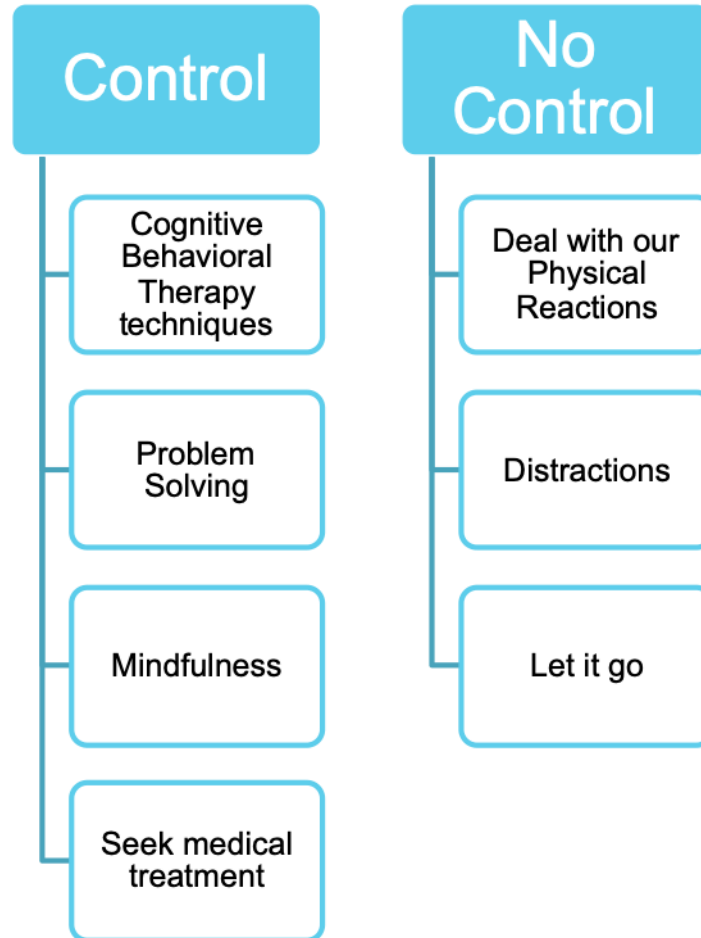 Control
Cognitive
Behavioral
Therapy
techniques
Problem
Solving
Mindfulness
Seek medical
treatment
No
Control
Deal with our
Physical
Reactions
Distractions
Let it go